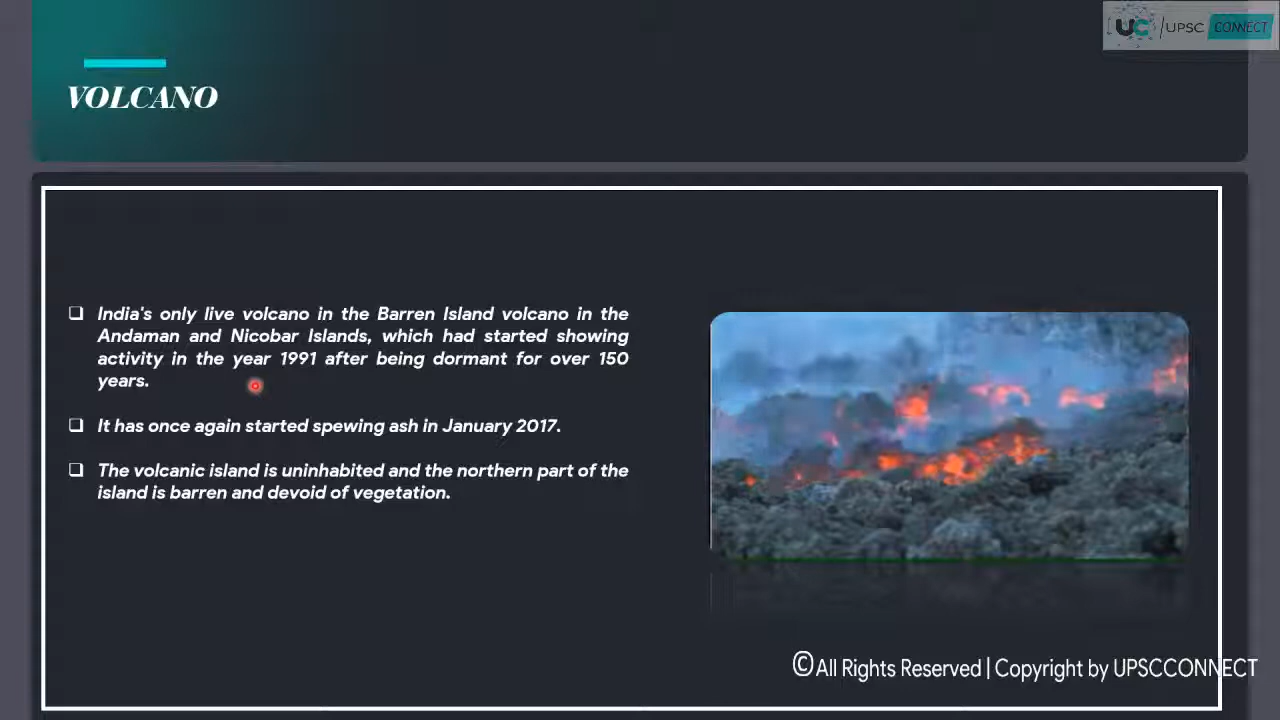 UC /UPSC CONNECT
VOLCANO
❑ India's only live volcano in the Barren Island volcano in the
Andaman and Nicobar Islands, which had started showing
activity in the year 1991 after being dormant for over 150
years.
❑ It has once again started spewing ash in January 2017.
❑ The volcanic island is uninhabited and the northern part of the
island is barren and devoid of vegetation.
©All Rights Reserved | Copyright by UPSCCONNECT